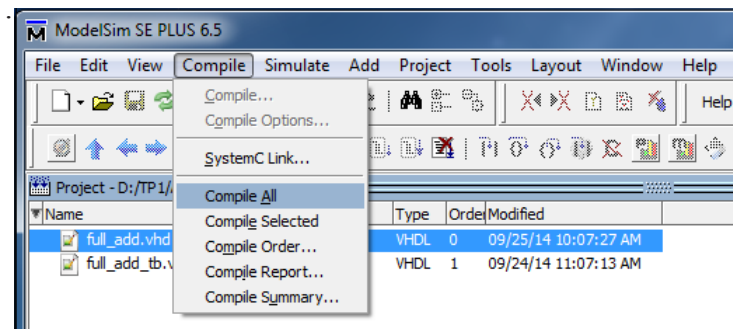 ModelSim SE PLUS 6.5
File Edit View Compile Simulate Add Project Tools Layout Window Help
Compile...
Help
Compile Options...
SystemC Link...
Project - D:/TP1/
Compile All
Name Type Order Modified
Compile Selected
full_add.vhd VHDL 0 09/25/14 10:07:27 AM
Compile Order...
full_add_tb.v VHDL 1 09/24/14 11:07:13 AM
Compile Report...
Compile Summary...